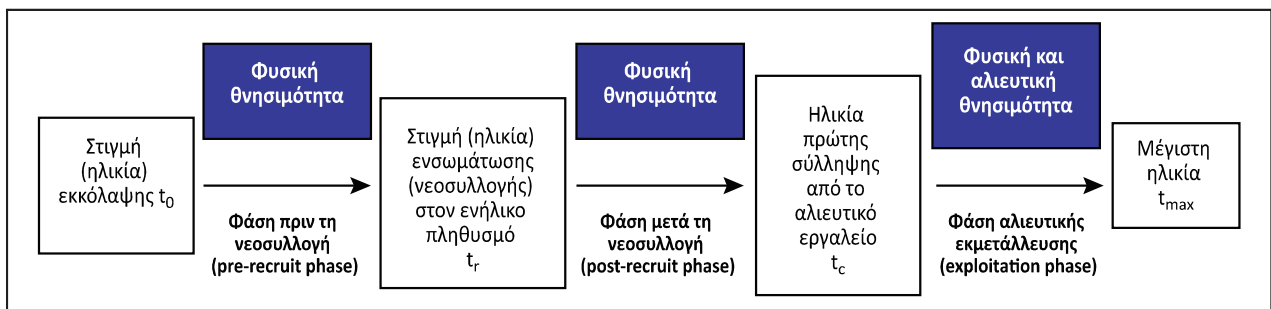 Στιγμή
(ηλικία)
εκκόλαψης t0
Φυσική
θνησιμότητα
Φάση πριν τη
νεοσυλλογή
(pre-recruit phase)
Στιγμή (ηλικία)
ενσωμάτωσης
(νεοσυλλογής)
στον ενήλικο
πληθυσμό
tr
Φυσική
θνησιμότητα
Φάση μετά τη
νεοσυλλογή
(post-recruit phase)
Ηλικία
πρώτης
σύλληψης
από το
αλιευτικό
εργαλείο
tc
Φυσική και
αλιευτική
θνησιμότητα
Φάση αλιευτικής
εκμετάλλευσης
(exploitation phase)
Μέγιστη
ηλικία
tmax